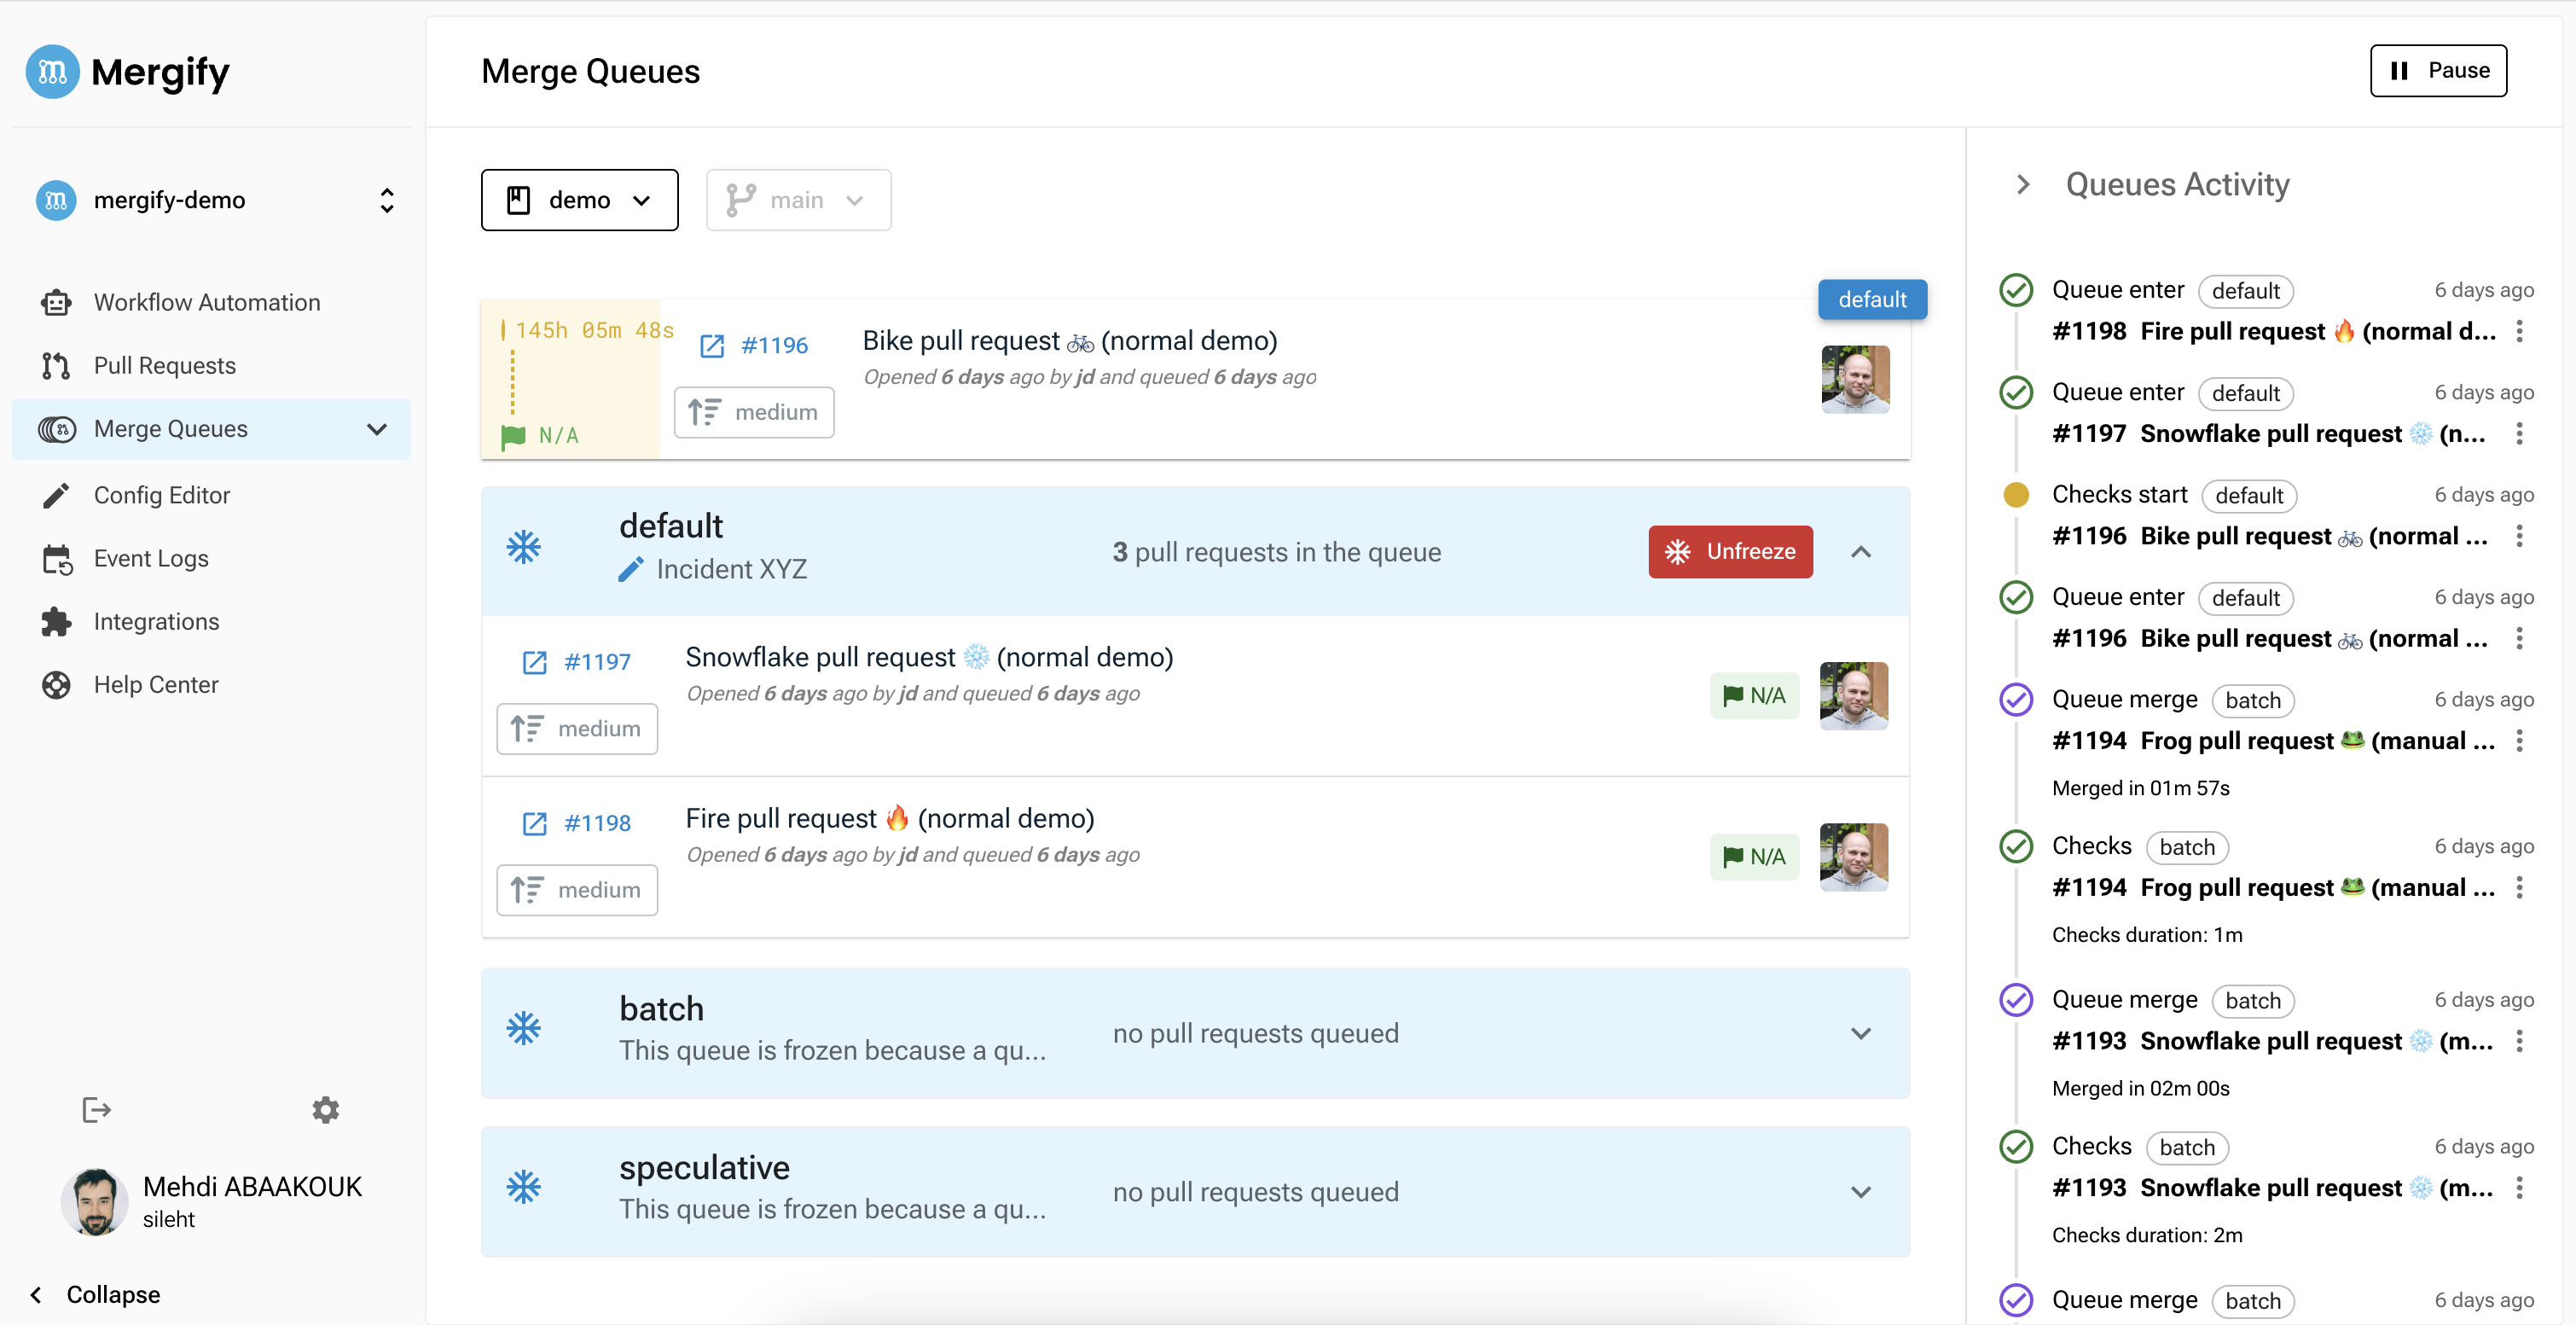 Mergify
mergify-demo
Workflow Automation
Pull Requests
Merge Queues
Config Editor
Event Logs
Integrations
Help Center
Mehdi ABAAKOUK
sileht
Collapse
Merge Queues
Pause
demo
main
default
145h 05m 48s
#1196
Bike pull request 🚲 (normal demo)
Opened 6 days ago by jd and queued 6 days ago
medium
N/A
default
Incident XYZ
3 pull requests in the queue
Unfreeze
#1197
Snowflake pull request ❄️ (normal demo)
Opened 6 days ago by jd and queued 6 days ago
medium
N/A
#1198
Fire pull request 🔥 (normal demo)
Opened 6 days ago by jd and queued 6 days ago
medium
N/A
batch
This queue is frozen because a qu...
no pull requests queued
speculative
This queue is frozen because a qu...
no pull requests queued
Queues Activity
Queue enter default 6 days ago
#1198 Fire pull request 🔥 (normal d...
Queue enter default 6 days ago
#1197 Snowflake pull request ❄️ (n...
Checks start default 6 days ago
#1196 Bike pull request 🚲 (normal ...
Queue enter default 6 days ago
#1196 Bike pull request 🚲 (normal ...
Queue merge batch 6 days ago
#1194 Frog pull request 🐸 (manual ...
Merged in 01m 57s
Checks batch 6 days ago
#1194 Frog pull request 🐸 (manual ...
Checks duration: 1m
Queue merge batch 6 days ago
#1193 Snowflake pull request ❄️ (m...
Merged in 02m 00s
Checks batch 6 days ago
#1193 Snowflake pull request ❄️ (m...
Checks duration: 2m
Queue merge batch 6 days ago